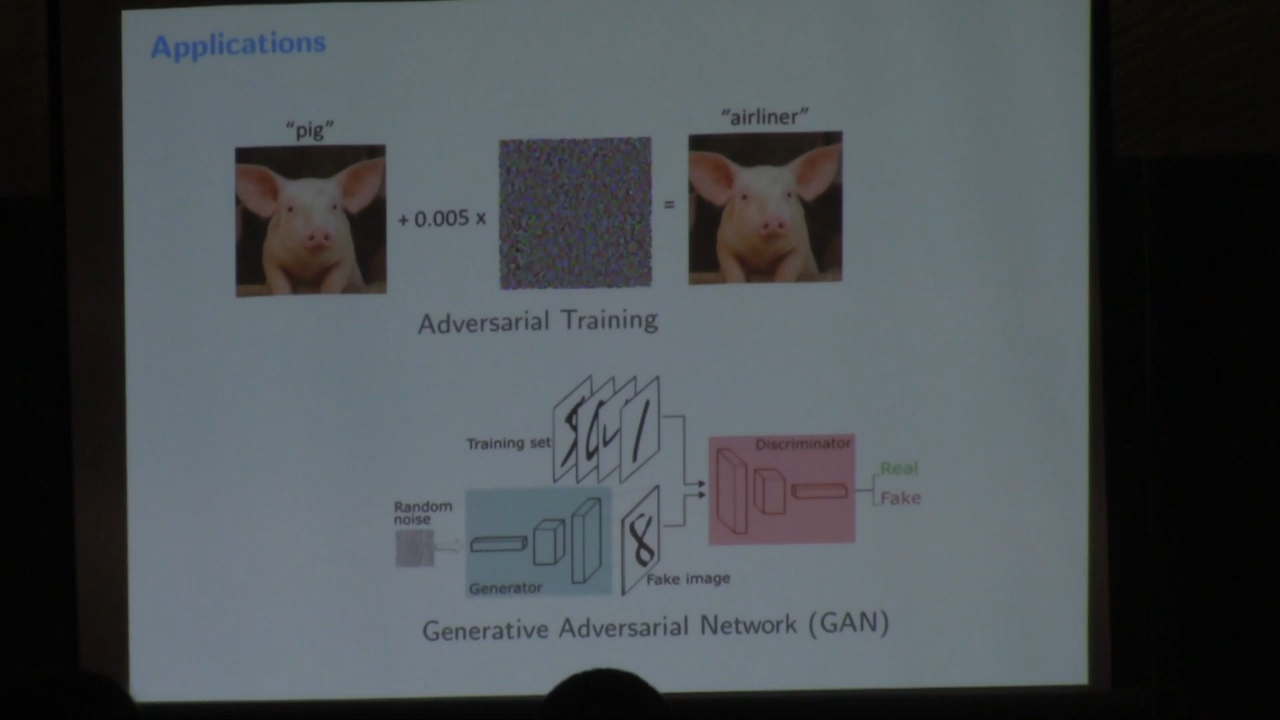 Applications
“pig”
“airliner”
+ 0.005 x
=
Adversarial Training
Training set
Discriminator
Real
Fake
Random
noise
Generator
8
Fake image
Generative Adversarial Network (GAN)